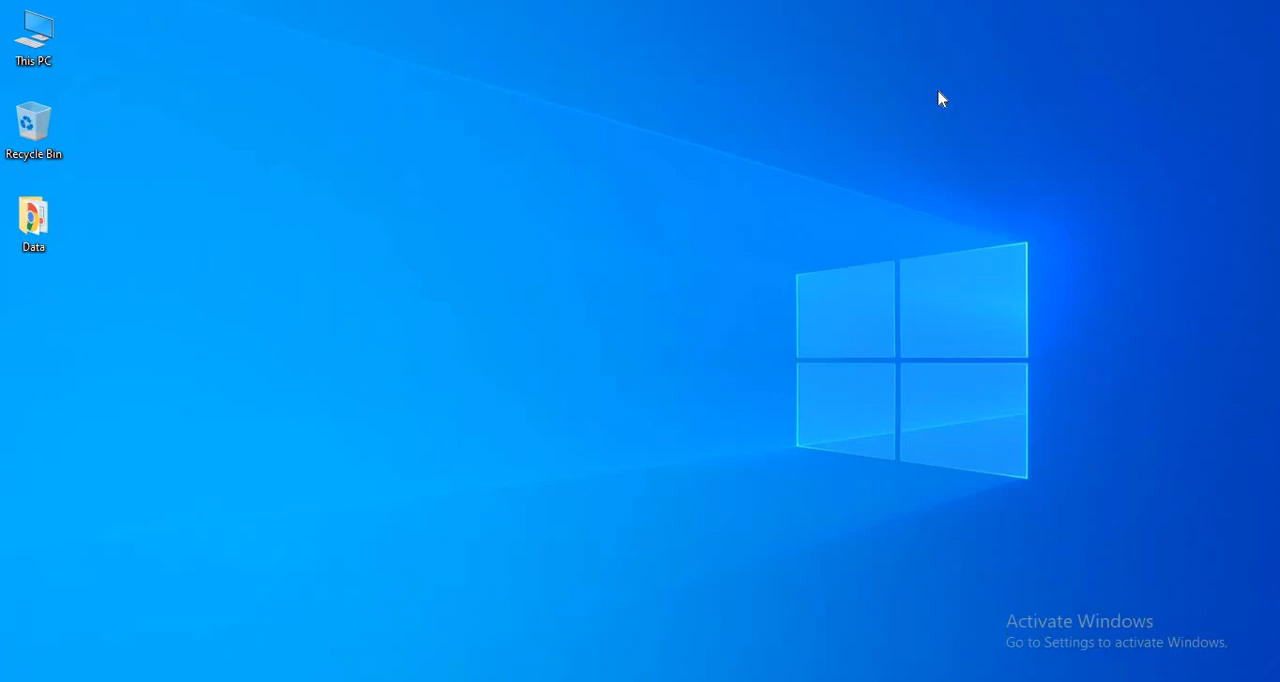 This PC
Recycle Bin
Data
Activate Windows
Go to Settings to activate Windows.